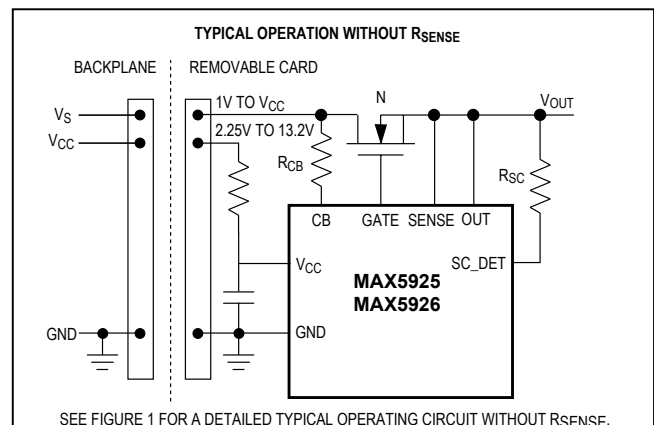 TYPICAL OPERATION WITHOUT RSENSE
BACKPLANE
REMOVABLE CARD
VS
VCC
GND
1V TO VCC
2.25V TO 13.2V
RCB
N
VOUT
RSC
CB
GATE
SENSE
OUT
VCC
SC_DET
MAX5925
MAX5926
GND
SEE FIGURE 1 FOR A DETAILED TYPICAL OPERATING CIRCUIT WITHOUT RSENSE.